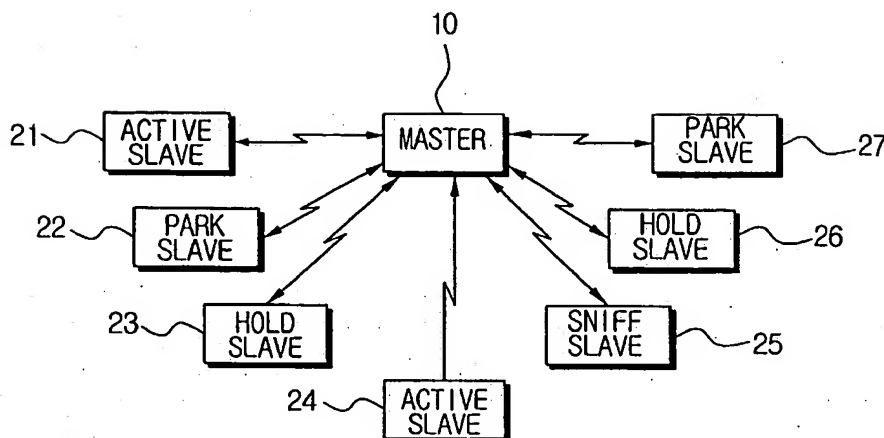 10
21
ACTIVE
SLAVE
MASTER
PARK
SLAVE
27
22
PARK
SLAVE
HOLD
SLAVE
26
23
HOLD
SLAVE
SNIFF
SLAVE
25
24
ACTIVE
SLAVE